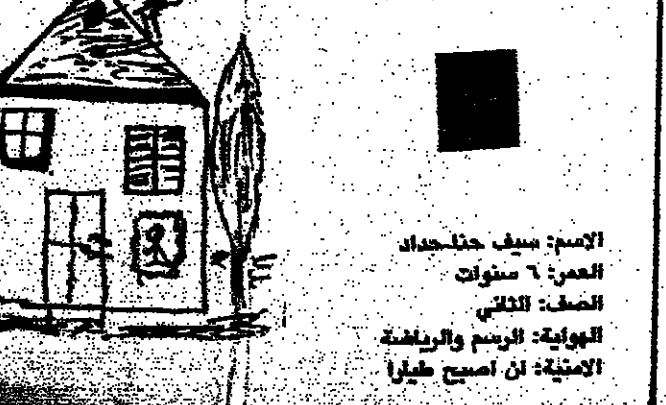 الاسم: سيف حنا حداد
العمر: ٦ سنوات
الصف: الثاني
الهواية: الرسم والرياضة
الامنية: ان اصبح طيارا